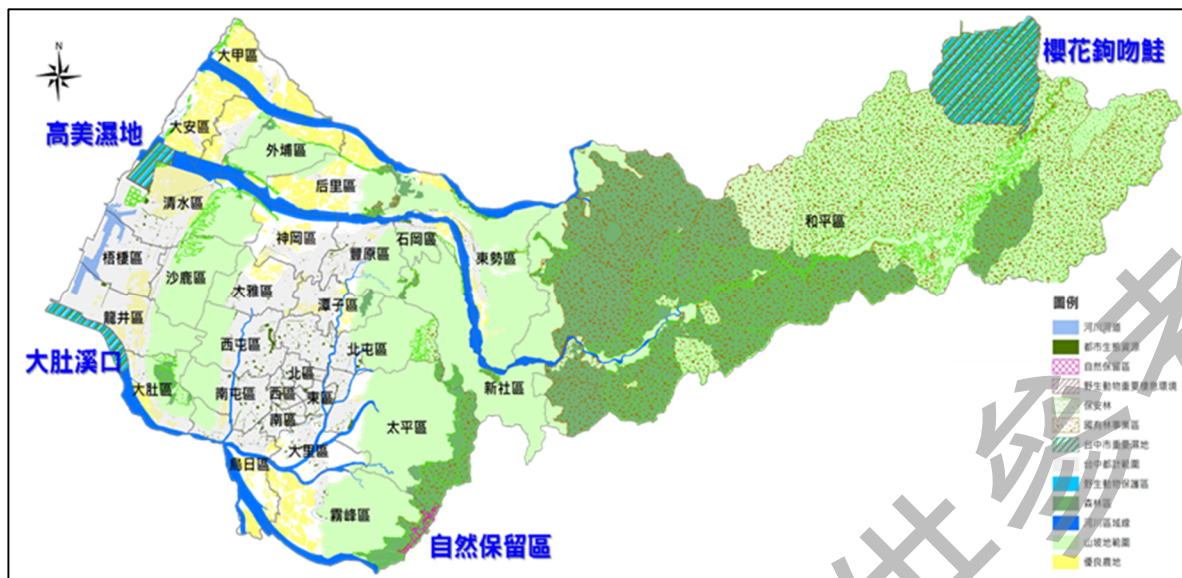 N
大甲區
櫻花鉤吻鮭
高美濕地
大安區
外埔區
后里區
清水區
神岡區
石岡區
豐原區
東勢區
和平區
梧棲區
沙鹿區
大雅區
潭子區
龍井區
西屯區
北屯區
大肚溪口
大肚區
南屯區
北區
西區
東區
南區
新社區
太平區
大里區
烏日區
霧峰區
自然保留區
圖例
河川河道
都市生態資源
自然保留區
野生動物重要棲息環境
保安林
國有林事業區
台中市重要濕地
台中都計範圍
野生動物保護區
森林區
河川區域線
山坡地範圍
優良農地